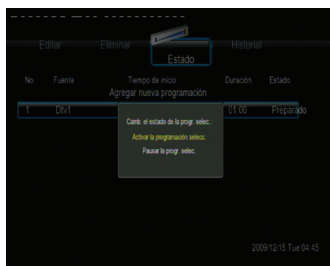 Editar Eliminar Estado Historial
No. Fuente Tiempo de inicio Duración Estado
Agregar nueva programación
1 Dtv1 01:00 Preparado
Camb. el estado de la progr. selec.:
Activar la programación selecc.
Pausar la progr. selec.
2009/12/15 Tue 04:45